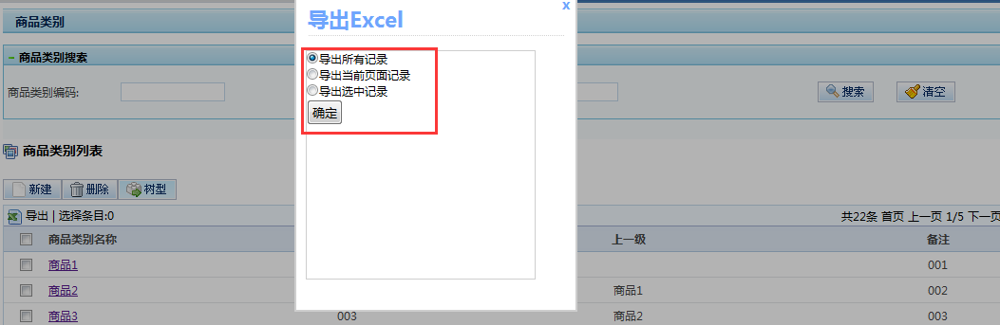 商品类别
x
导出Excel
- 商品类别搜索
导出所有记录
导出当前页面记录
导出选中记录
确定
商品类别编码:
搜索
清空
商品类别列表
新建
删除
树型
导出 | 选择条目:0
共22条 首页 上一页 1/5 下一页
商品类别名称
上一级
备注
商品1
001
商品2
商品1
002
商品3
003
商品2
003